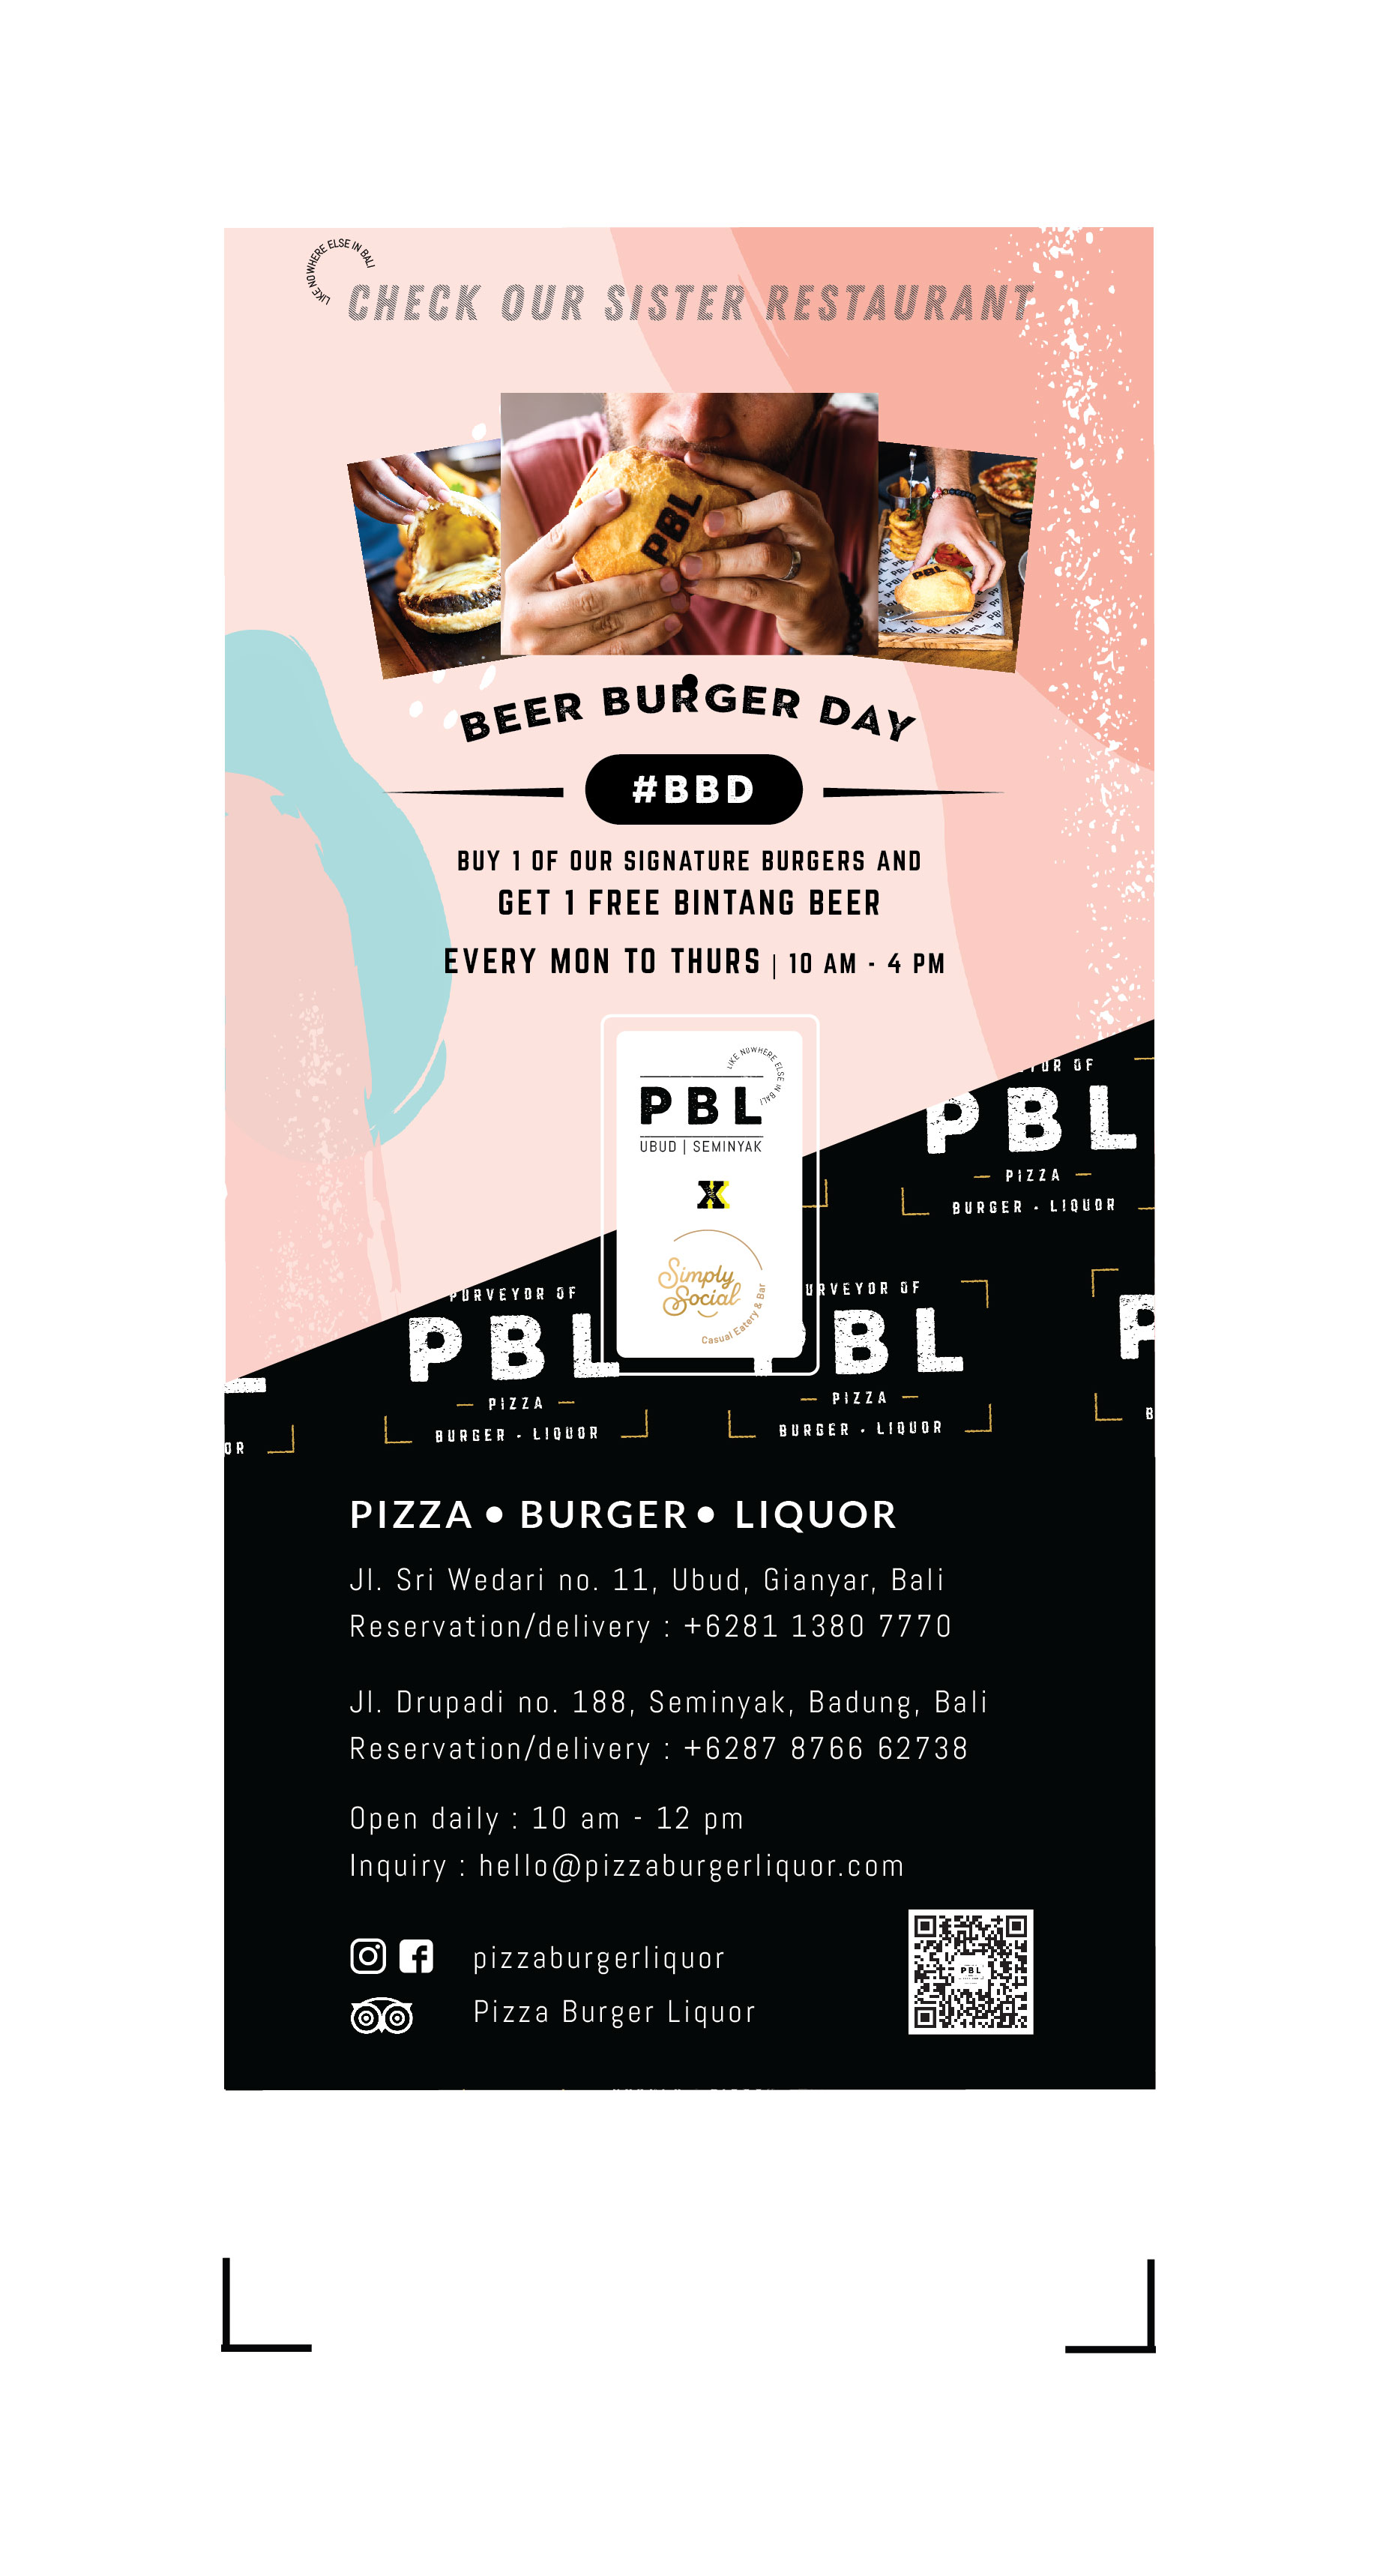 LIKE NOWHERE ELSE IN BALI
CHECK OUR SISTER RESTAURANT
PBL
PBL
BEER BURGER DAY
#BBD
BUY 1 OF OUR SIGNATURE BURGERS AND
GET 1 FREE BINTANG BEER
EVERY MON TO THURS | 10 AM - 4 PM
LIKE NOWHERE ELSE IN BALI
PBL
UBUD | SEMINYAK
X
Simply
Social
Casual Eatery & Bar
OF
PBL
PIZZA
BURGER • LIQUOR
PURVEYOR OF
PBL
PIZZA
BURGER • LIQUOR
URVEYOR OF
BL
PIZZA
BURGER • LIQUOR
PIZZA • BURGER • LIQUOR
Jl. Sri Wedari no. 11, Ubud, Gianyar, Bali
Reservation/delivery : +6281 1380 7770
Jl. Drupadi no. 188, Seminyak, Badung, Bali
Reservation/delivery : +6287 8766 62738
Open daily : 10 am - 12 pm
Inquiry : hello@pizzaburgerliquor.com
pizzaburgerliquor
Pizza Burger Liquor
PBL